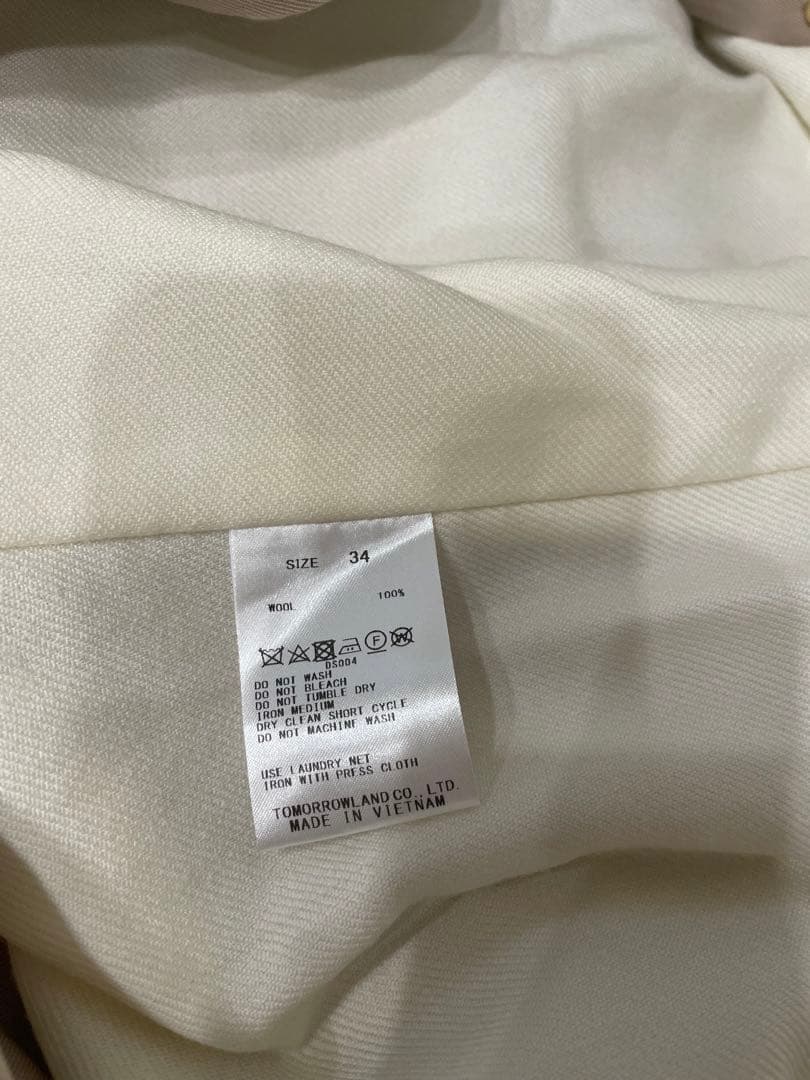 SIZE 34
WOOL 100%
F W
DS004
DO NOT WASH
DO NOT BLEACH
DO NOT TUMBLE DRY
IRON MEDIUM
DRY CLEAN SHORT CYCLE
DO NOT MACHINE WASH
USE LAUNDRY NET
IRON WITH PRESS CLOTH
TOMORROWLAND CO., LTD.
MADE IN VIETNAM